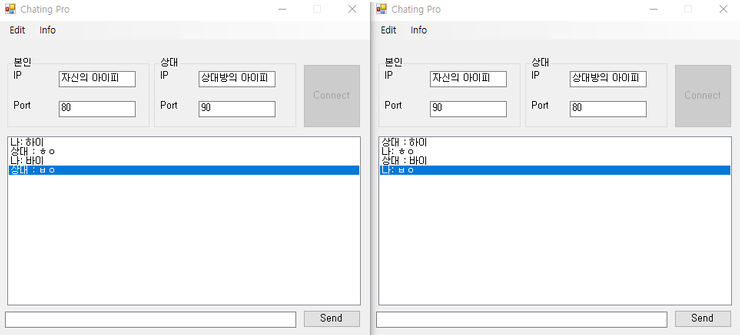 Chating Pro
Edit Info
본인
상대
IP
자신의 아이피
IP
상대방의 아이피
Connect
Port
80
Port
90
나: 하이
상대 : ㅎㅇ
나: 바이
상대 : ㅂㅇ
Send
Chating Pro
Edit Info
본인
상대
IP
자신의 아이피
IP
상대방의 아이피
Connect
Port
90
Port
80
상대 : 하이
나: ㅎㅇ
상대 : 바이
나: ㅂㅇ
Send